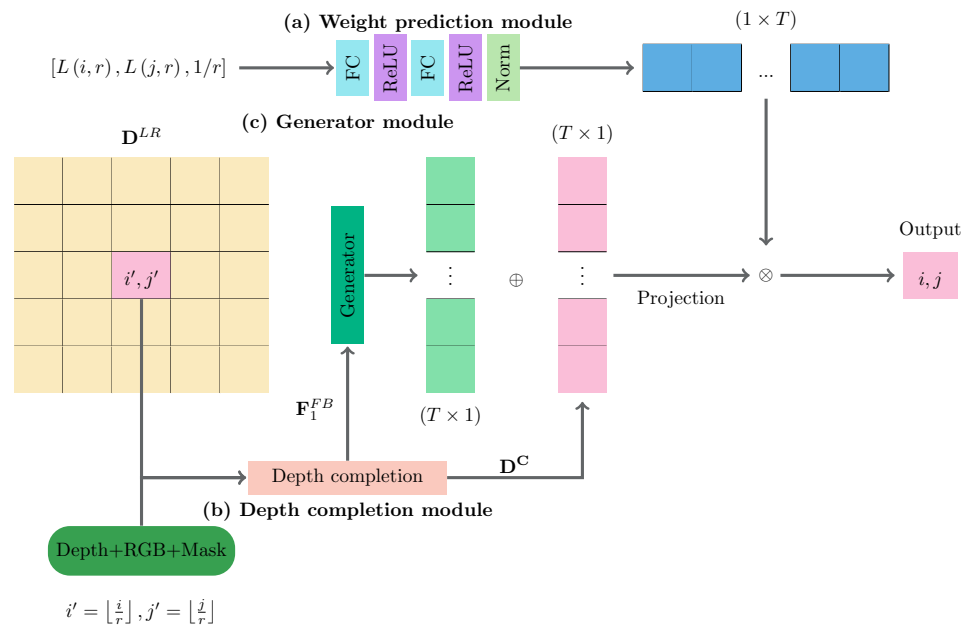 (a) Weight prediction module
(1 × T)
[L (i, r) , L (j, r) , 1/r]
FC
ReLU
FC
ReLU
Norm
...
(c) Generator module
D^{LR}
(T × 1)
i′, j′
Generator
⋮
⊕
⋮
Projection
⊗
Output
i, j
F_1^{FB}
(T × 1)
Depth completion
D^C
(b) Depth completion module
Depth+RGB+Mask
i′ = ⌊i/r⌋ , j′ = ⌊j/r⌋